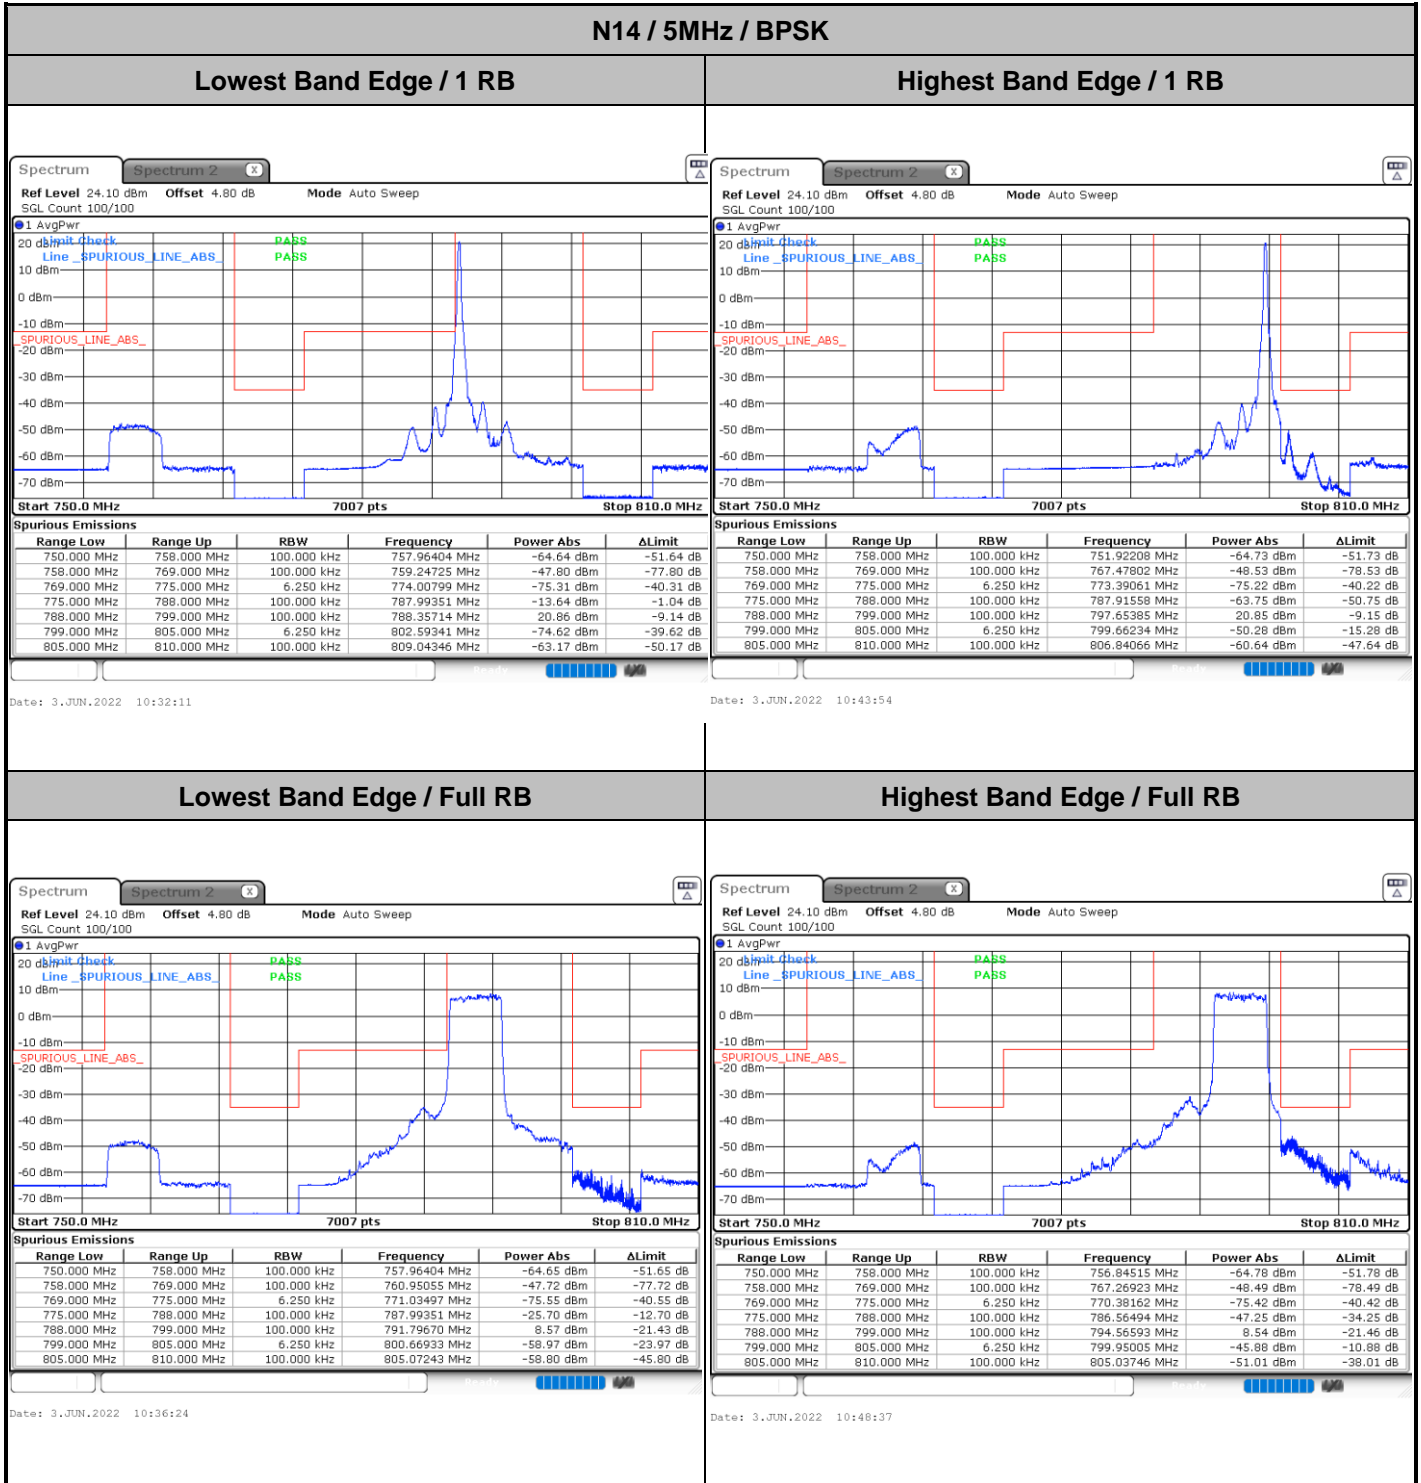 N14 / 5MHz / BPSK
Lowest Band Edge / 1 RB
Highest Band Edge / 1 RB
Spectrum Spectrum 2 X
Ref Level 24.10 dBm Offset 4.80 dB Mode Auto Sweep
SGL Count 100/100
1 AvgPwr
20 dBm Limit Check PASS
Line _SPURIOUS_LINE_ABS_ PASS
10 dBm
0 dBm
-10 dBm
_SPURIOUS_LINE_ABS_
-20 dBm
-30 dBm
-40 dBm
-50 dBm
-60 dBm
-70 dBm
Start 750.0 MHz 7007 pts Stop 810.0 MHz
Spurious Emissions
Range Low Range Up RBW Frequency Power Abs ΔLimit
750.000 MHz 758.000 MHz 100.000 kHz 757.96404 MHz -64.64 dBm -51.64 dB
758.000 MHz 769.000 MHz 100.000 kHz 759.24725 MHz -47.80 dBm -77.80 dB
769.000 MHz 775.000 MHz 6.250 kHz 774.00799 MHz -75.31 dBm -40.31 dB
775.000 MHz 788.000 MHz 100.000 kHz 787.99351 MHz -13.64 dBm -1.04 dB
788.000 MHz 799.000 MHz 100.000 kHz 788.35714 MHz 20.86 dBm -9.14 dB
799.000 MHz 805.000 MHz 6.250 kHz 802.59341 MHz -74.62 dBm -39.62 dB
805.000 MHz 810.000 MHz 100.000 kHz 809.04346 MHz -63.17 dBm -50.17 dB
Date: 3.JUN.2022 10:32:11
Spectrum Spectrum 2 X
Ref Level 24.10 dBm Offset 4.80 dB Mode Auto Sweep
SGL Count 100/100
1 AvgPwr
20 dBm Limit Check PASS
Line _SPURIOUS_LINE_ABS_ PASS
10 dBm
0 dBm
-10 dBm
_SPURIOUS_LINE_ABS_
-20 dBm
-30 dBm
-40 dBm
-50 dBm
-60 dBm
-70 dBm
Start 750.0 MHz 7007 pts Stop 810.0 MHz
Spurious Emissions
Range Low Range Up RBW Frequency Power Abs ΔLimit
750.000 MHz 758.000 MHz 100.000 kHz 751.92208 MHz -64.73 dBm -51.73 dB
758.000 MHz 769.000 MHz 100.000 kHz 767.47802 MHz -48.53 dBm -78.53 dB
769.000 MHz 775.000 MHz 6.250 kHz 773.39061 MHz -75.22 dBm -40.22 dB
775.000 MHz 788.000 MHz 100.000 kHz 787.91558 MHz -63.75 dBm -50.75 dB
788.000 MHz 799.000 MHz 100.000 kHz 797.65385 MHz 20.85 dBm -9.15 dB
799.000 MHz 805.000 MHz 6.250 kHz 799.66234 MHz -50.28 dBm -15.28 dB
805.000 MHz 810.000 MHz 100.000 kHz 806.84066 MHz -60.64 dBm -47.64 dB
Date: 3.JUN.2022 10:43:54
Lowest Band Edge / Full RB
Highest Band Edge / Full RB
Spectrum Spectrum 2 X
Ref Level 24.10 dBm Offset 4.80 dB Mode Auto Sweep
SGL Count 100/100
1 AvgPwr
20 dBm Limit Check PASS
Line _SPURIOUS_LINE_ABS_ PASS
10 dBm
0 dBm
-10 dBm
_SPURIOUS_LINE_ABS_
-20 dBm
-30 dBm
-40 dBm
-50 dBm
-60 dBm
-70 dBm
Start 750.0 MHz 7007 pts Stop 810.0 MHz
Spurious Emissions
Range Low Range Up RBW Frequency Power Abs ΔLimit
750.000 MHz 758.000 MHz 100.000 kHz 757.96404 MHz -64.65 dBm -51.65 dB
758.000 MHz 769.000 MHz 100.000 kHz 760.95055 MHz -47.72 dBm -77.72 dB
769.000 MHz 775.000 MHz 6.250 kHz 771.03497 MHz -75.55 dBm -40.55 dB
775.000 MHz 788.000 MHz 100.000 kHz 787.99351 MHz -25.70 dBm -12.70 dB
788.000 MHz 799.000 MHz 100.000 kHz 791.79670 MHz 8.57 dBm -21.43 dB
799.000 MHz 805.000 MHz 6.250 kHz 800.66933 MHz -58.97 dBm -23.97 dB
805.000 MHz 810.000 MHz 100.000 kHz 805.07243 MHz -58.80 dBm -45.80 dB
Date: 3.JUN.2022 10:36:24
Spectrum Spectrum 2 X
Ref Level 24.10 dBm Offset 4.80 dB Mode Auto Sweep
SGL Count 100/100
1 AvgPwr
20 dBm Limit Check PASS
Line _SPURIOUS_LINE_ABS_ PASS
10 dBm
0 dBm
-10 dBm
_SPURIOUS_LINE_ABS_
-20 dBm
-30 dBm
-40 dBm
-50 dBm
-60 dBm
-70 dBm
Start 750.0 MHz 7007 pts Stop 810.0 MHz
Spurious Emissions
Range Low Range Up RBW Frequency Power Abs ΔLimit
750.000 MHz 758.000 MHz 100.000 kHz 756.84515 MHz -64.78 dBm -51.78 dB
758.000 MHz 769.000 MHz 100.000 kHz 767.26923 MHz -48.49 dBm -78.49 dB
769.000 MHz 775.000 MHz 6.250 kHz 770.38162 MHz -75.42 dBm -40.42 dB
775.000 MHz 788.000 MHz 100.000 kHz 786.56494 MHz -47.25 dBm -34.25 dB
788.000 MHz 799.000 MHz 100.000 kHz 794.56593 MHz 8.54 dBm -21.46 dB
799.000 MHz 805.000 MHz 6.250 kHz 799.95005 MHz -45.88 dBm -10.88 dB
805.000 MHz 810.000 MHz 100.000 kHz 805.03746 MHz -51.01 dBm -38.01 dB
Date: 3.JUN.2022 10:48:37